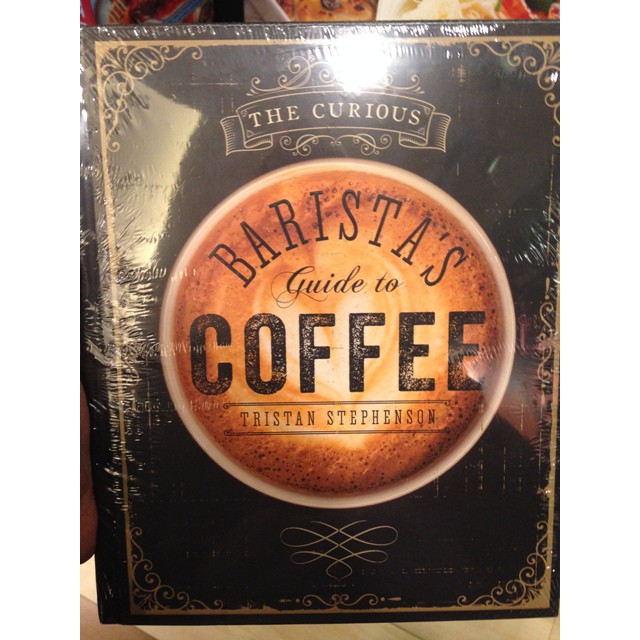 THE CURIOUS
BARISTA'S
Guide to
COFFEE
TRISTAN STEPHENSON